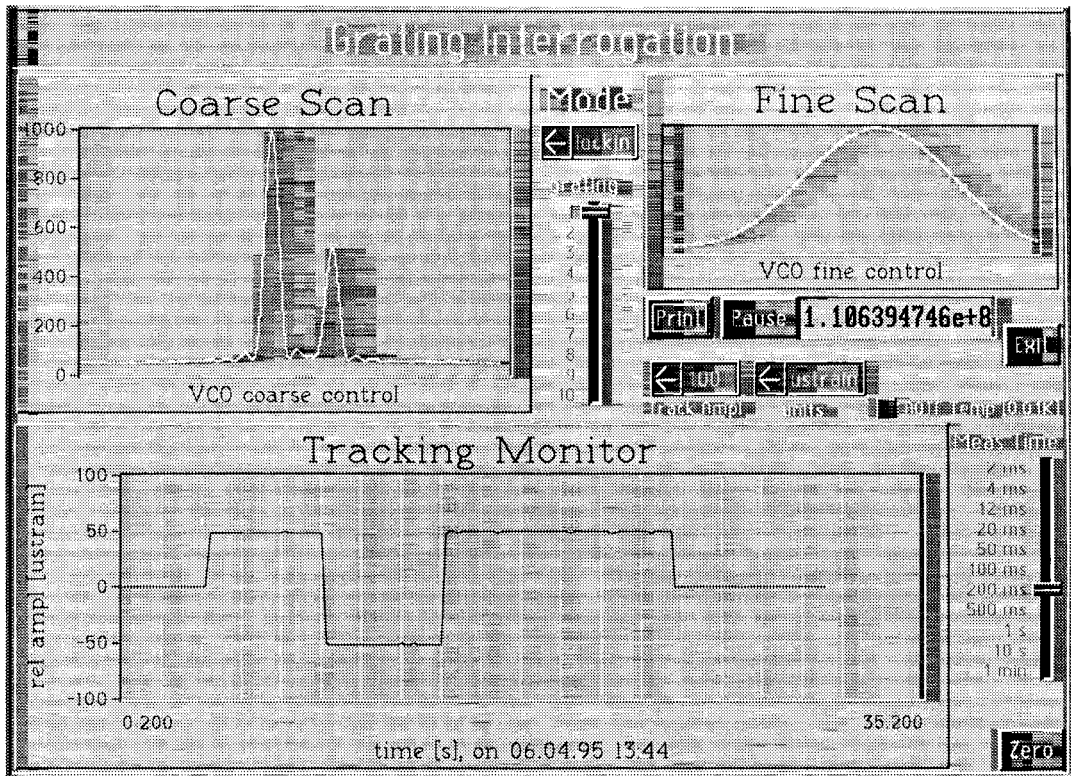 Grating Interrogation
Coarse Scan
1000
800
600
400
200
0
VCO coarse control
Mode
lockin
grating
1
2
3
4
6
7
8
9
10
Fine Scan
VCO fine control
Print
Pause
1.106394746e+8
Exit
100
ustrain
Track Ampl
units
Temp [0.01K]
Tracking Monitor
100
50
0
-50
-100
rel ampl [ustrain]
0.200
35.200
time [s], on 06.04.95 13:44
Meas Time
2 ms
4 ms
12 ms
20 ms
50 ms
100 ms
200 ms
500 ms
1 s
10 s
1 min
Zero